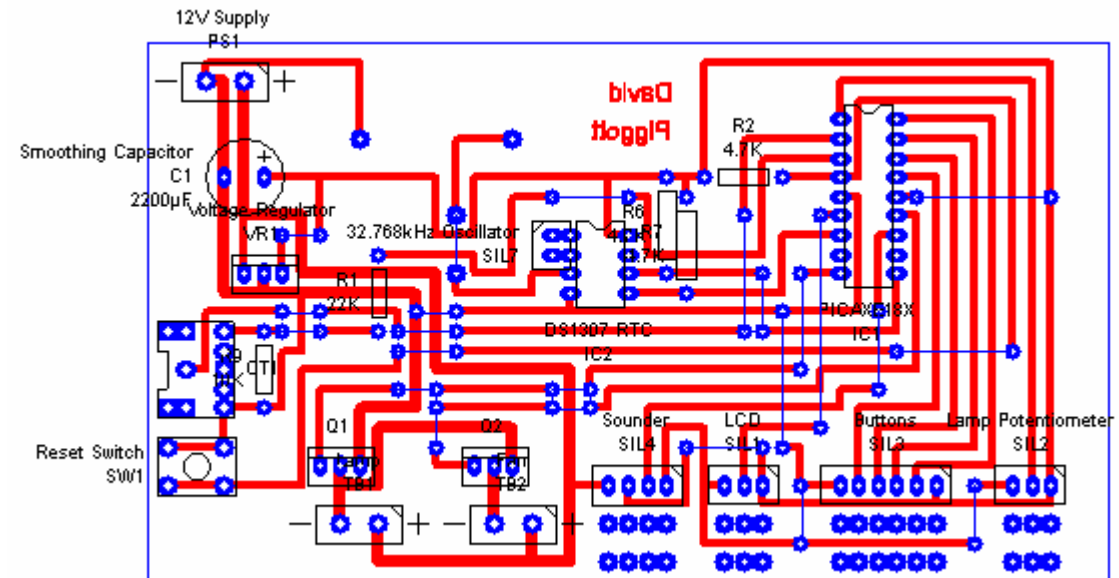 12V Supply
PS1
David
Piggott
R2
4.7K
Smoothing Capacitor
C1
2200µF
Voltage Regulator
VR1
32.768kHz Oscillator
SIL7
R6
R7
R1
22K
DS1307 RTC
IC2
IC1
CT1
Q1
Q2
Reset Switch
SW1
TB1
TB2
Sounder
SIL4
LCD
SIL1
Buttons
SIL3
Lamp Potentiometer
SIL2